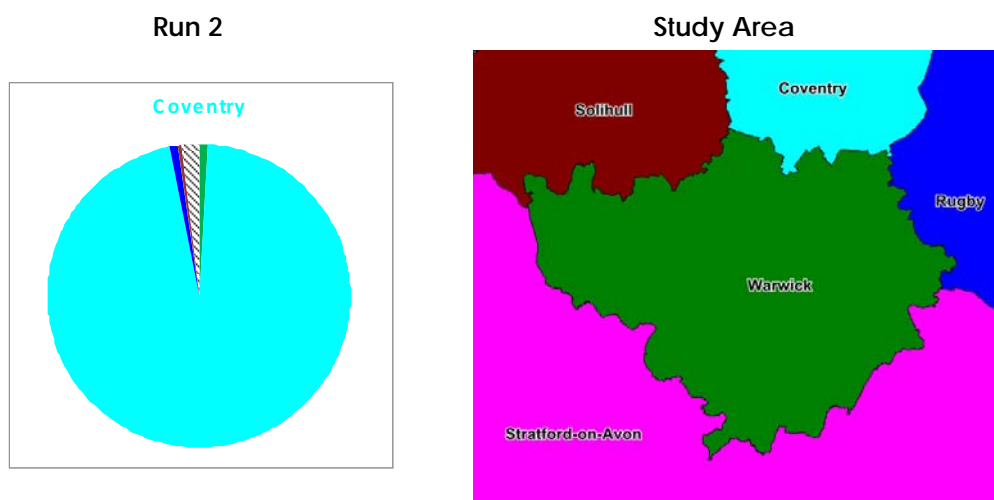 Run 2
Study Area
Coventry
Coventry
Solihull
Rugby
Warwick
Stratford-on-Avon